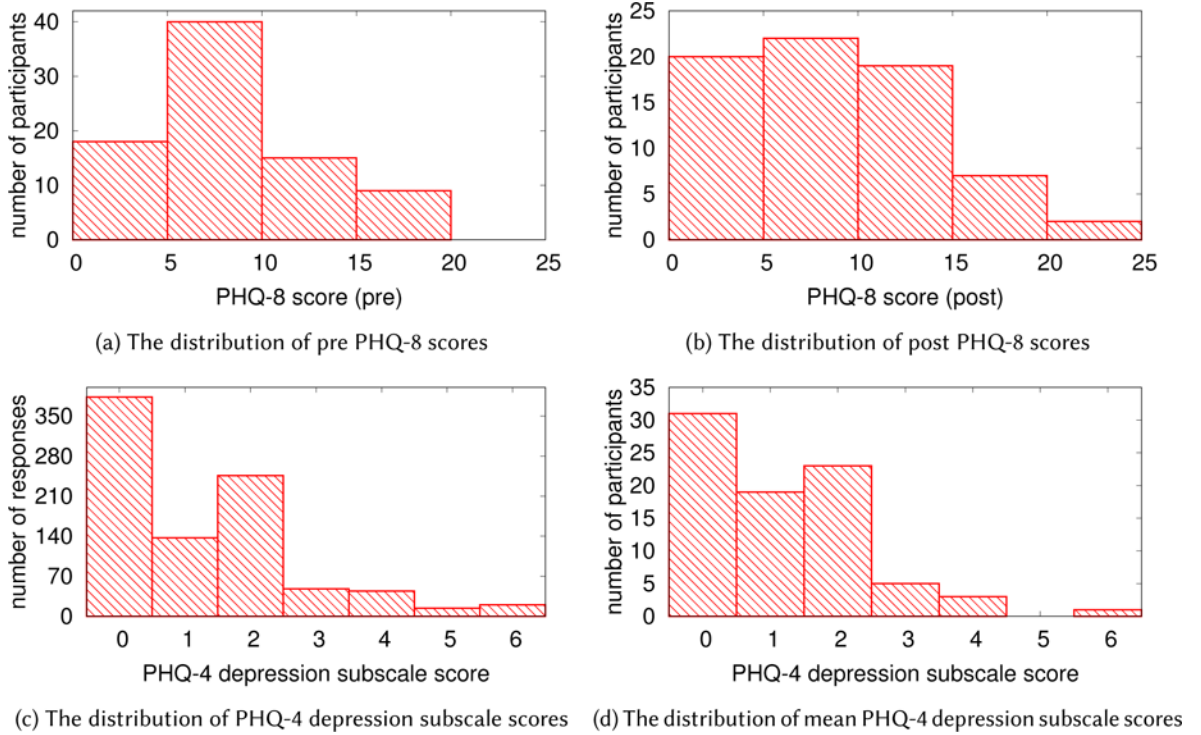 number of participants
40
30
20
10
0
0 5 10 15 20 25
PHQ-8 score (pre)
(a) The distribution of pre PHQ-8 scores
number of participants
25
20
15
10
5
0
0 5 10 15 20 25
PHQ-8 score (post)
(b) The distribution of post PHQ-8 scores
number of responses
350
280
210
140
70
0
0 1 2 3 4 5 6
PHQ-4 depression subscale score
(c) The distribution of PHQ-4 depression subscale scores
number of participants
35
30
25
20
15
10
5
0
0 1 2 3 4 5 6
PHQ-4 depression subscale score
(d) The distribution of mean PHQ-4 depression subscale scores